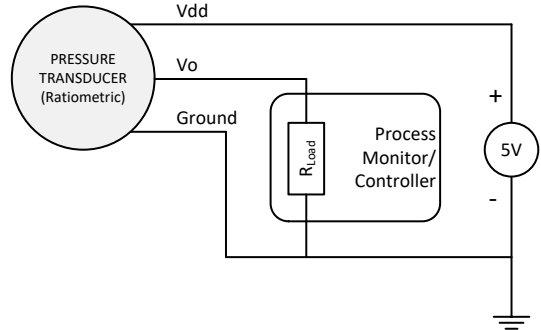 Vdd
PRESSURE
TRANSDUCER
(Ratiometric)
Vo
Ground
RLoad
Process
Monitor/
Controller
+
5V
-